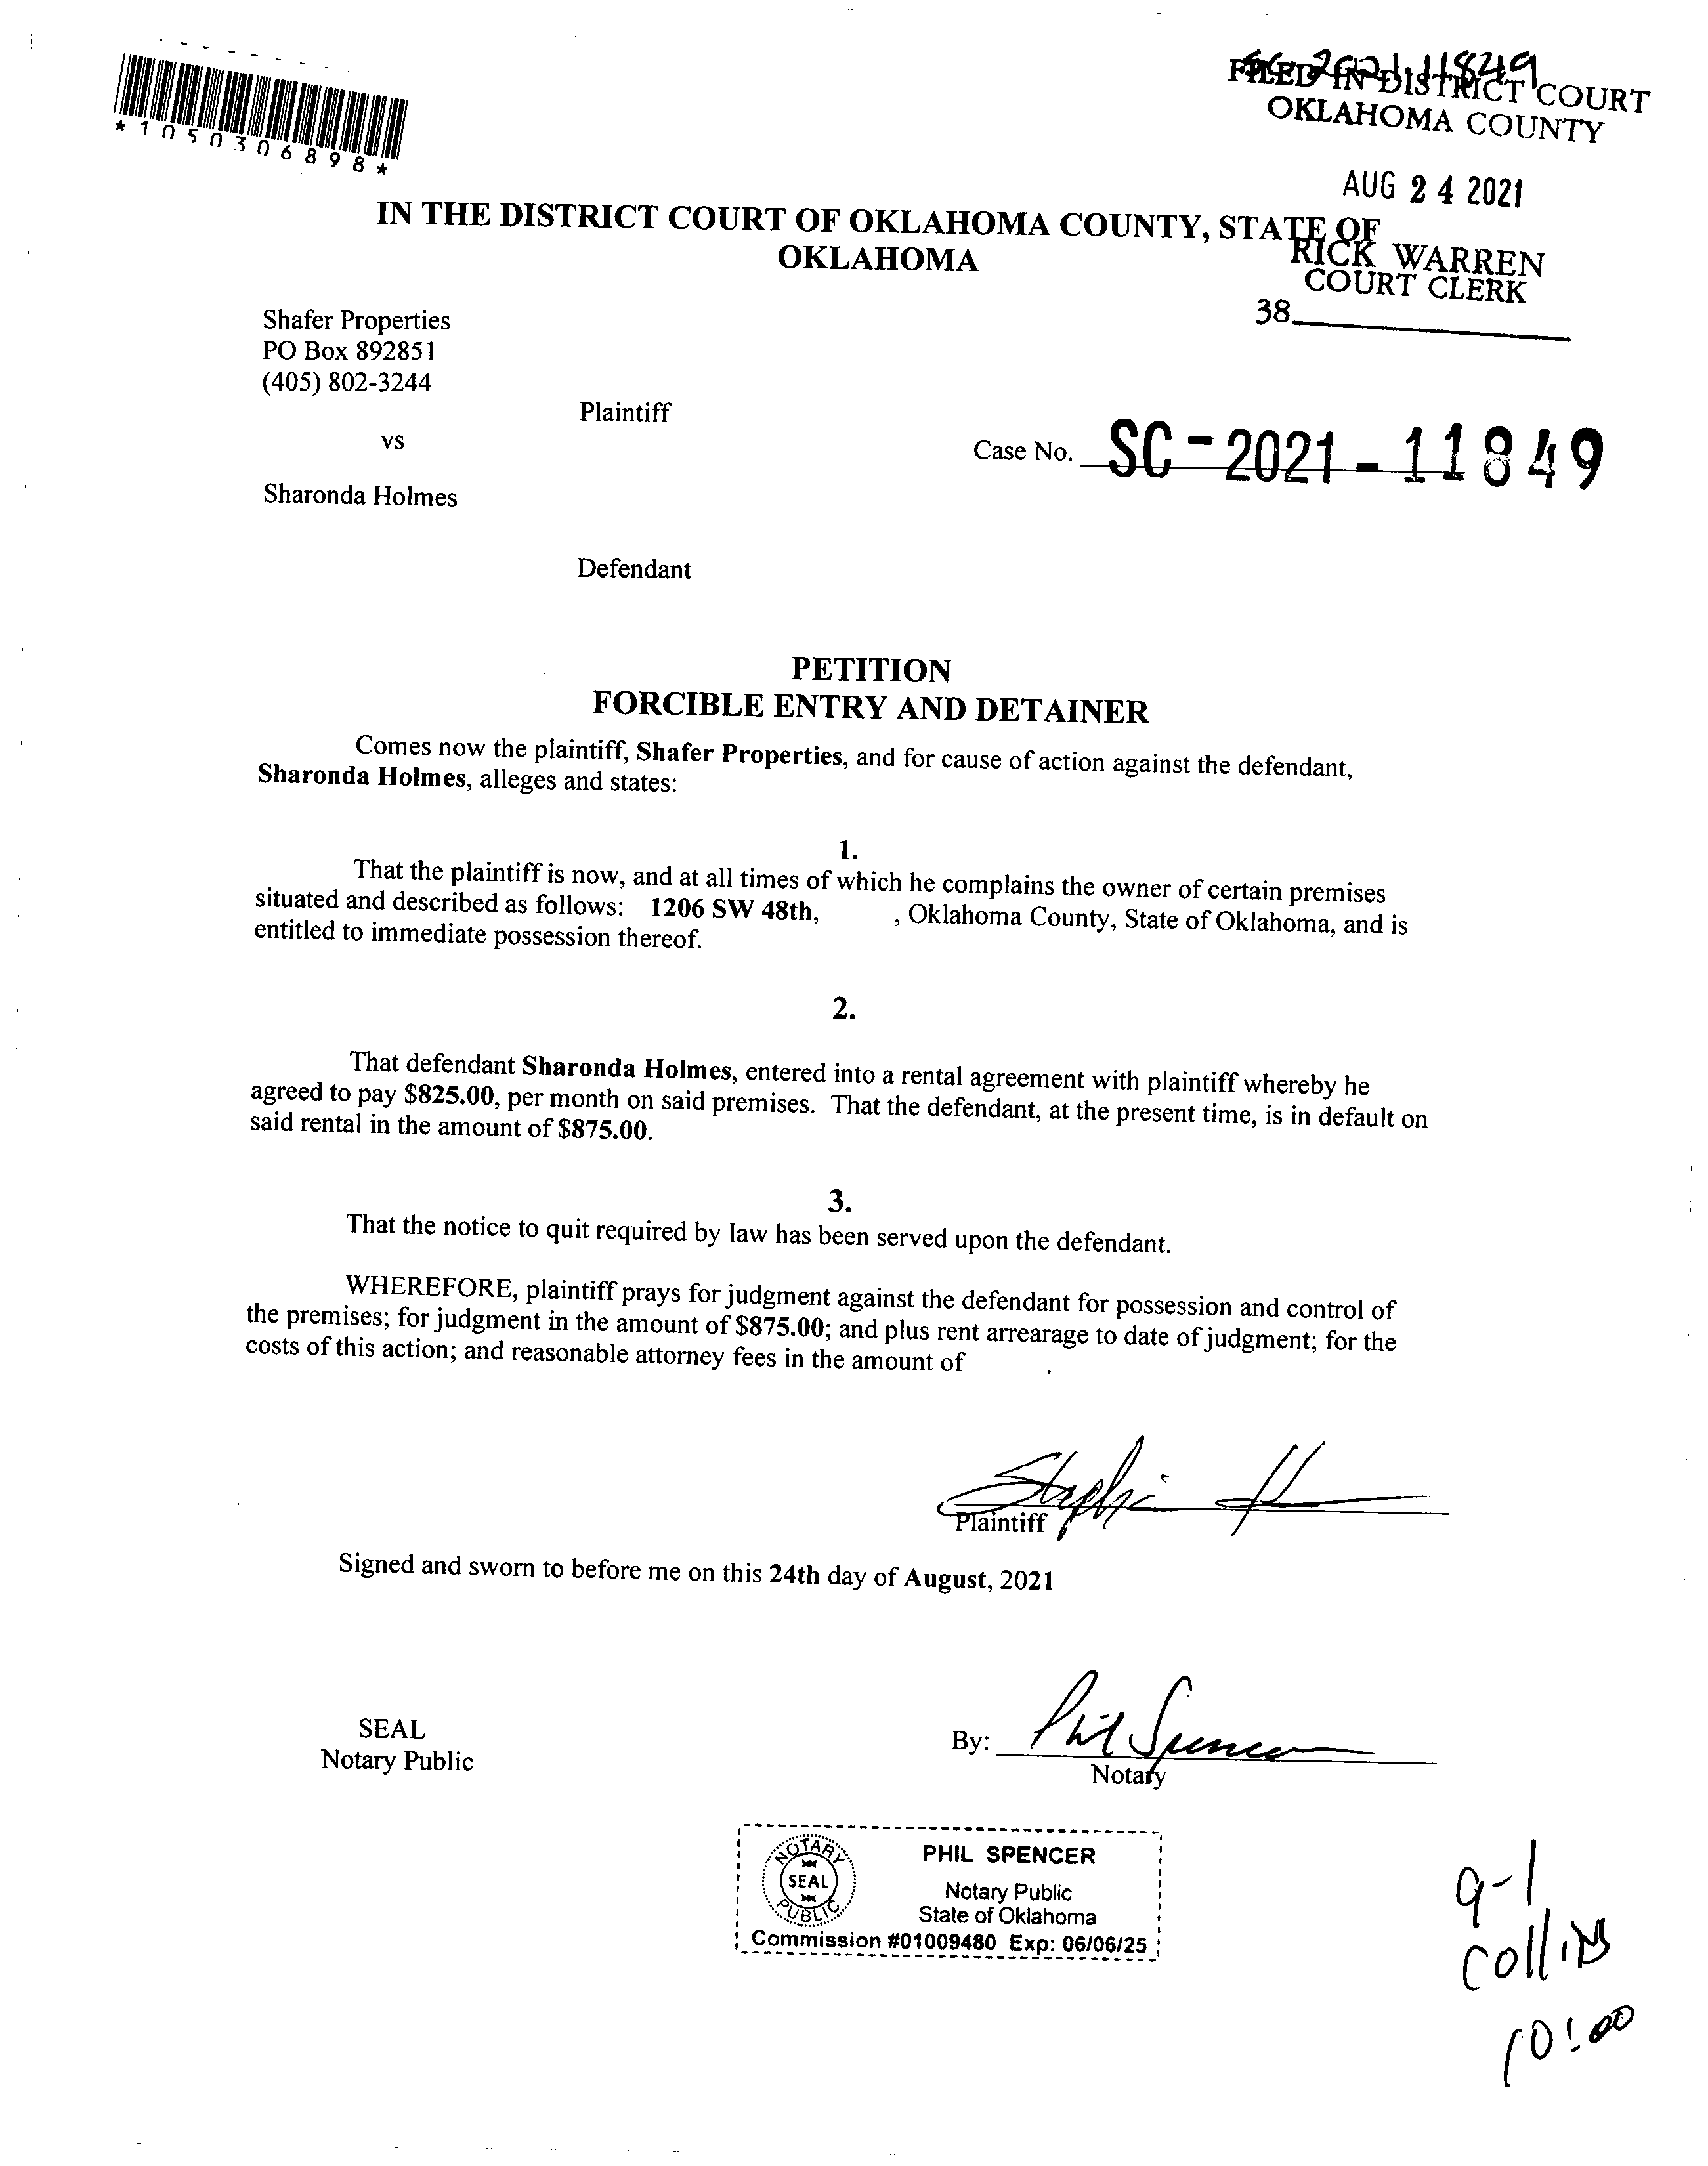 *1050306898*
SC-2021-11849
FILED IN DISTRICT COURT
OKLAHOMA COUNTY
AUG 24 2021
RICK WARREN
COURT CLERK
38
IN THE DISTRICT COURT OF OKLAHOMA COUNTY, STATE OF
OKLAHOMA
Shafer Properties
PO Box 892851
(405) 802-3244
Plaintiff
vs
Case No. SC-2021-11849
Sharonda Holmes
Defendant
PETITION
FORCIBLE ENTRY AND DETAINER
Comes now the plaintiff, Shafer Properties, and for cause of action against the defendant,
Sharonda Holmes, alleges and states:
1.
That the plaintiff is now, and at all times of which he complains the owner of certain premises
situated and described as follows: 1206 SW 48th, , Oklahoma County, State of Oklahoma, and is
entitled to immediate possession thereof.
2.
That defendant Sharonda Holmes, entered into a rental agreement with plaintiff whereby he
agreed to pay $825.00, per month on said premises. That the defendant, at the present time, is in default on
said rental in the amount of $875.00.
3.
That the notice to quit required by law has been served upon the defendant.
WHEREFORE, plaintiff prays for judgment against the defendant for possession and control of
the premises; for judgment in the amount of $875.00; and plus rent arrearage to date of judgment; for the
costs of this action; and reasonable attorney fees in the amount of .
Plaintiff
Signed and sworn to before me on this 24th day of August, 2021
SEAL
Notary Public
By: Phil Spencer
Notary
NOTARY
SEAL
PUBLIC
PHIL SPENCER
Notary Public
State of Oklahoma
Commission #01009480 Exp: 06/06/25
9-1
Collins
10:00